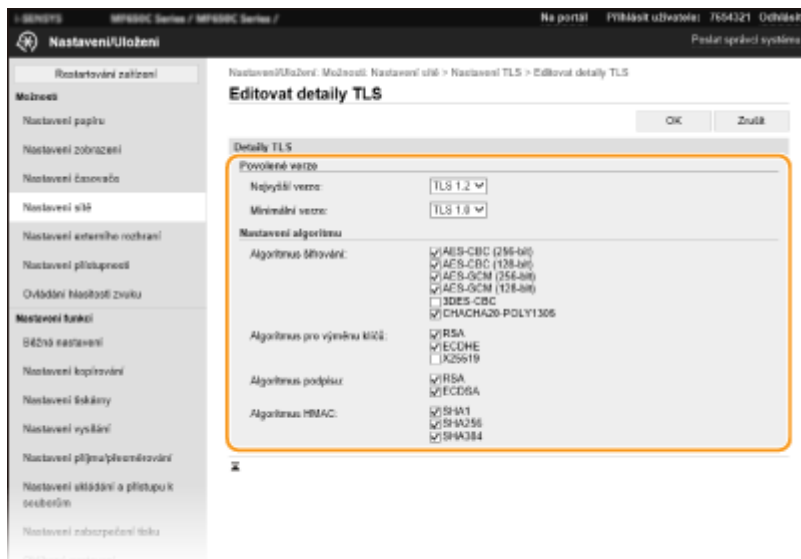 i-SENSYS MF650C Series / MF650C Series / Na portál Přihlásit uživatele: 7654321 Odhlásit
Nastavení/Uložení Poslat správci systému
Restartování zařízení
Možnosti
Nastavení papíru
Nastavení zobrazení
Nastavení časovače
Nastavení sítě
Nastavení externího rozhraní
Nastavení přístupnosti
Ovládání hlasitosti zvuku
Nastavení funkcí
Běžná nastavení
Nastavení kopírování
Nastavení tiskárny
Nastavení vysílání
Nastavení příjmu/přesměrování
Nastavení ukládání a přístupu k
souborům
Nastavení zabezpečení tisku
Nastavení/Uložení: Možnosti: Nastavení sítě > Nastavení TLS > Editovat detaily TLS
Editovat detaily TLS
OK Zrušit
Detaily TLS
Povolené verze
Nejvyšší verze: TLS 1.2
Minimální verze: TLS 1.0
Nastavení algoritmu
Algoritmus šifrování: AES-CBC (256-bit)
AES-CBC (128-bit)
AES-GCM (256-bit)
AES-GCM (128-bit)
3DES-CBC
CHACHA20-POLY1305
Algoritmus pro výměnu klíčů: RSA
ECDHE
X25519
Algoritmus podpisu: RSA
ECDSA
Algoritmus HMAC: SHA1
SHA256
SHA384